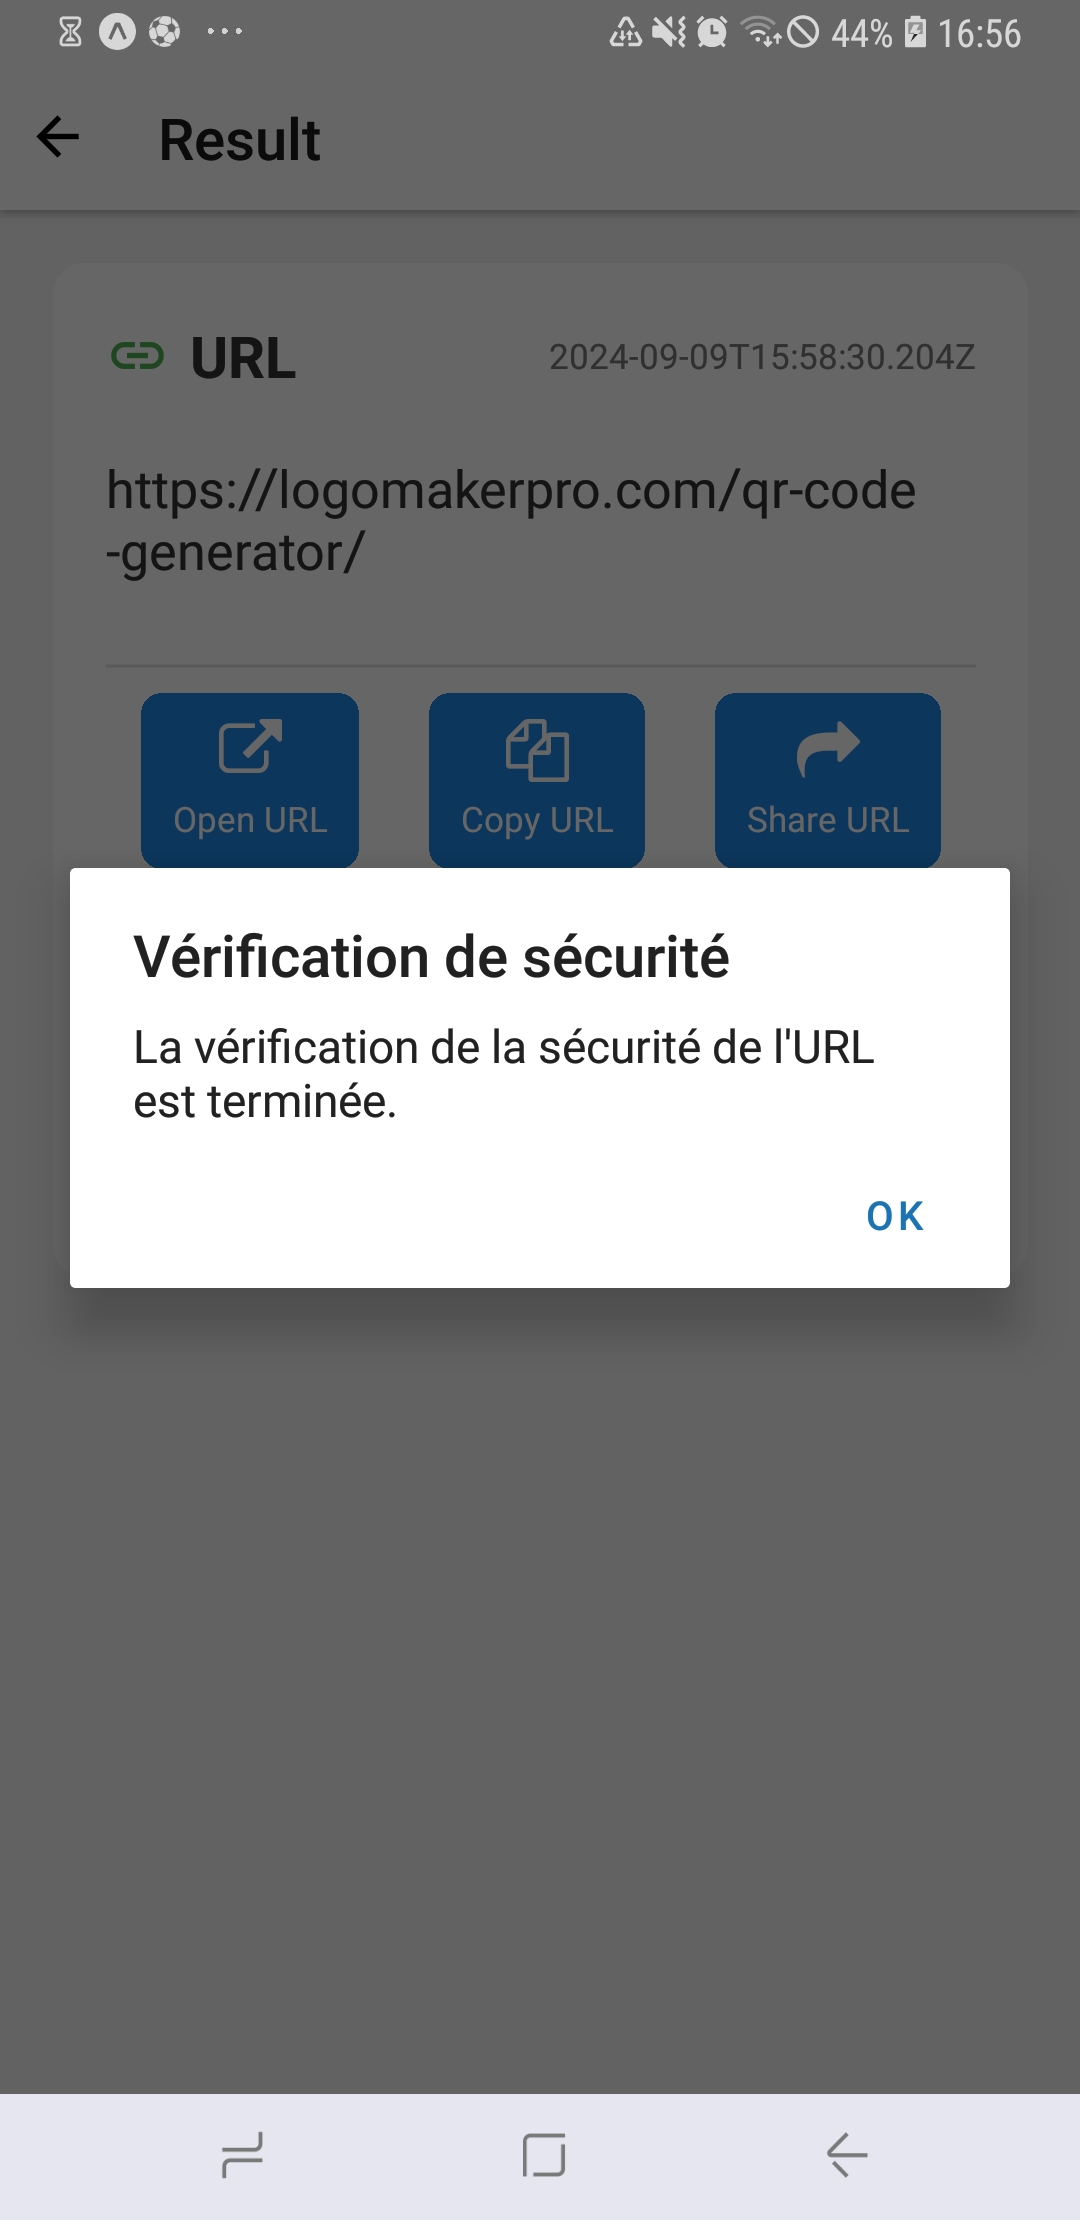 44% 16:56
Result
URL 2024-09-09T15:58:30.204Z
https://logomakerpro.com/qr-code
-generator/
Open URL Copy URL Share URL
Vérification de sécurité
La vérification de la sécurité de l'URL
est terminée.
OK